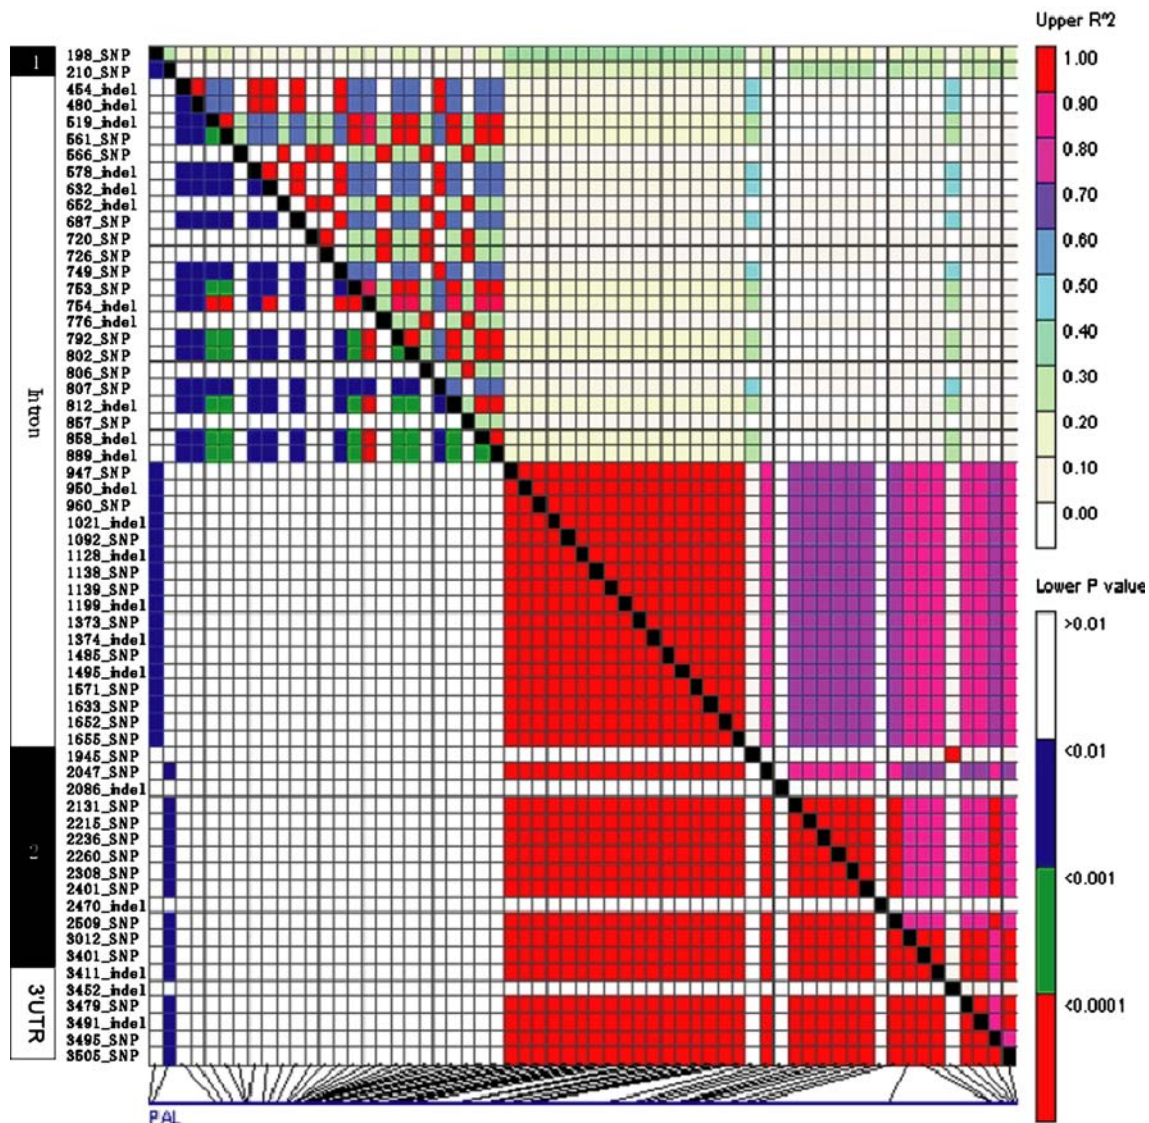 Upper R^2
1.00
0.90
0.80
0.70
0.60
0.50
0.40
0.30
0.20
0.10
0.00
Lower P value
>0.01
<0.01
<0.001
<0.0001
1
Intron
2
3'UTR
198_SNP
210_SNP
454_indel
480_indel
519_indel
561_SNP
566_SNP
578_indel
632_indel
652_indel
687_SNP
720_SNP
726_SNP
749_SNP
753_SNP
754_indel
776_indel
792_SNP
802_SNP
806_SNP
807_SNP
812_indel
857_SNP
858_indel
889_indel
947_SNP
950_indel
960_SNP
1021_indel
1092_SNP
1128_indel
1138_SNP
1139_SNP
1199_indel
1373_SNP
1374_indel
1485_SNP
1495_indel
1571_SNP
1633_SNP
1652_SNP
1655_SNP
1945_SNP
2047_SNP
2086_indel
2131_SNP
2215_SNP
2236_SNP
2260_SNP
2308_SNP
2401_SNP
2470_indel
2509_SNP
3012_SNP
3401_SNP
3411_indel
3452_indel
3479_SNP
3491_indel
3495_SNP
3505_SNP
PAL